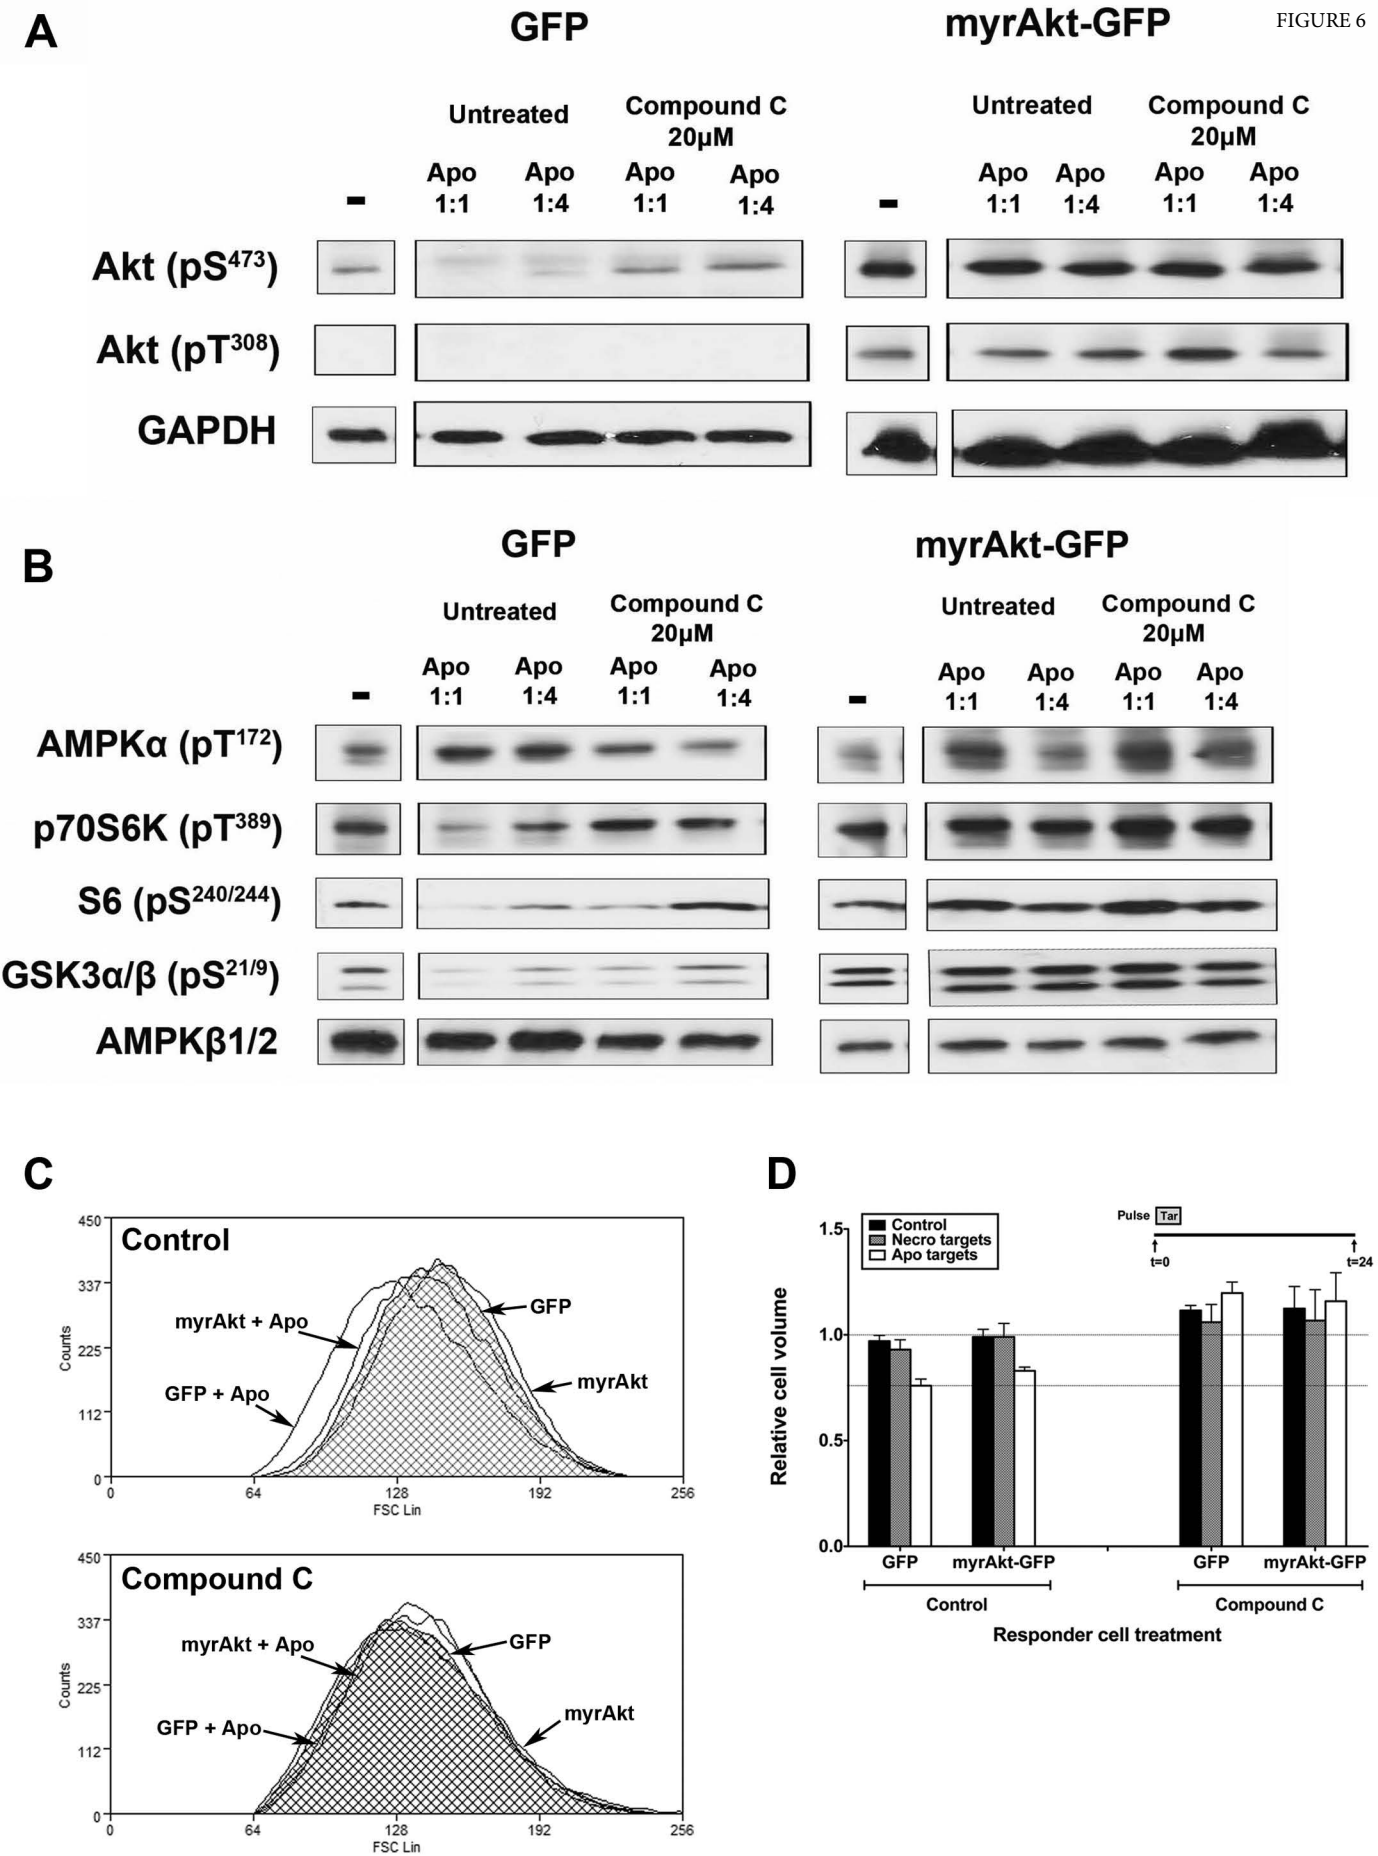 A
GFP
myrAkt-GFP
FIGURE 6
Untreated
Compound C
20µM
Untreated
Compound C
20µM
-
Apo
1:1
Apo
1:4
Apo
1:1
Apo
1:4
-
Apo
1:1
Apo
1:4
Apo
1:1
Apo
1:4
Akt (pS473)
Akt (pT308)
GAPDH
B
GFP
myrAkt-GFP
Untreated
Compound C
20µM
Untreated
Compound C
20µM
-
Apo
1:1
Apo
1:4
Apo
1:1
Apo
1:4
-
Apo
1:1
Apo
1:4
Apo
1:1
Apo
1:4
AMPKα (pT172)
p70S6K (pT389)
S6 (pS240/244)
GSK3α/β (pS21/9)
AMPKβ1/2
C
450
337
225
112
0
Counts
Control
myrAkt + Apo
GFP + Apo
GFP
myrAkt
0
64
128
192
256
FSC Lin
450
337
225
112
0
Counts
Compound C
myrAkt + Apo
GFP + Apo
GFP
myrAkt
0
64
128
192
256
FSC Lin
D
Pulse
Tar
t=0
t=24
Control
Necro targets
Apo targets
Relative cell volume
1.5
1.0
0.5
0.0
GFP
myrAkt-GFP
GFP
myrAkt-GFP
Control
Compound C
Responder cell treatment